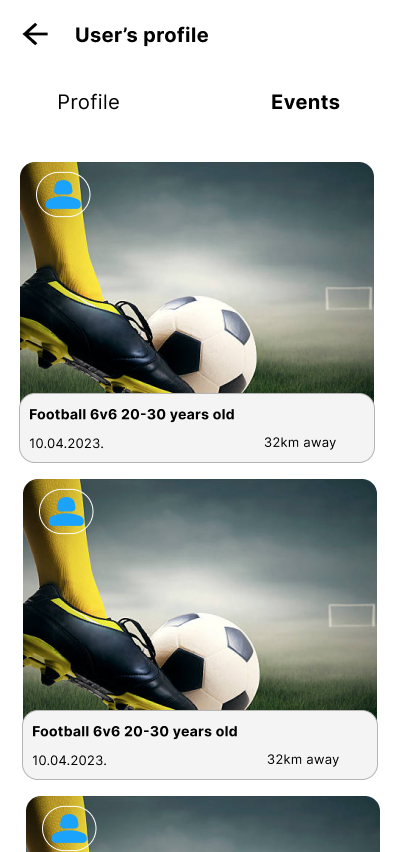 User’s profile
Profile Events
Football 6v6 20-30 years old
10.04.2023. 32km away
Football 6v6 20-30 years old
10.04.2023. 32km away